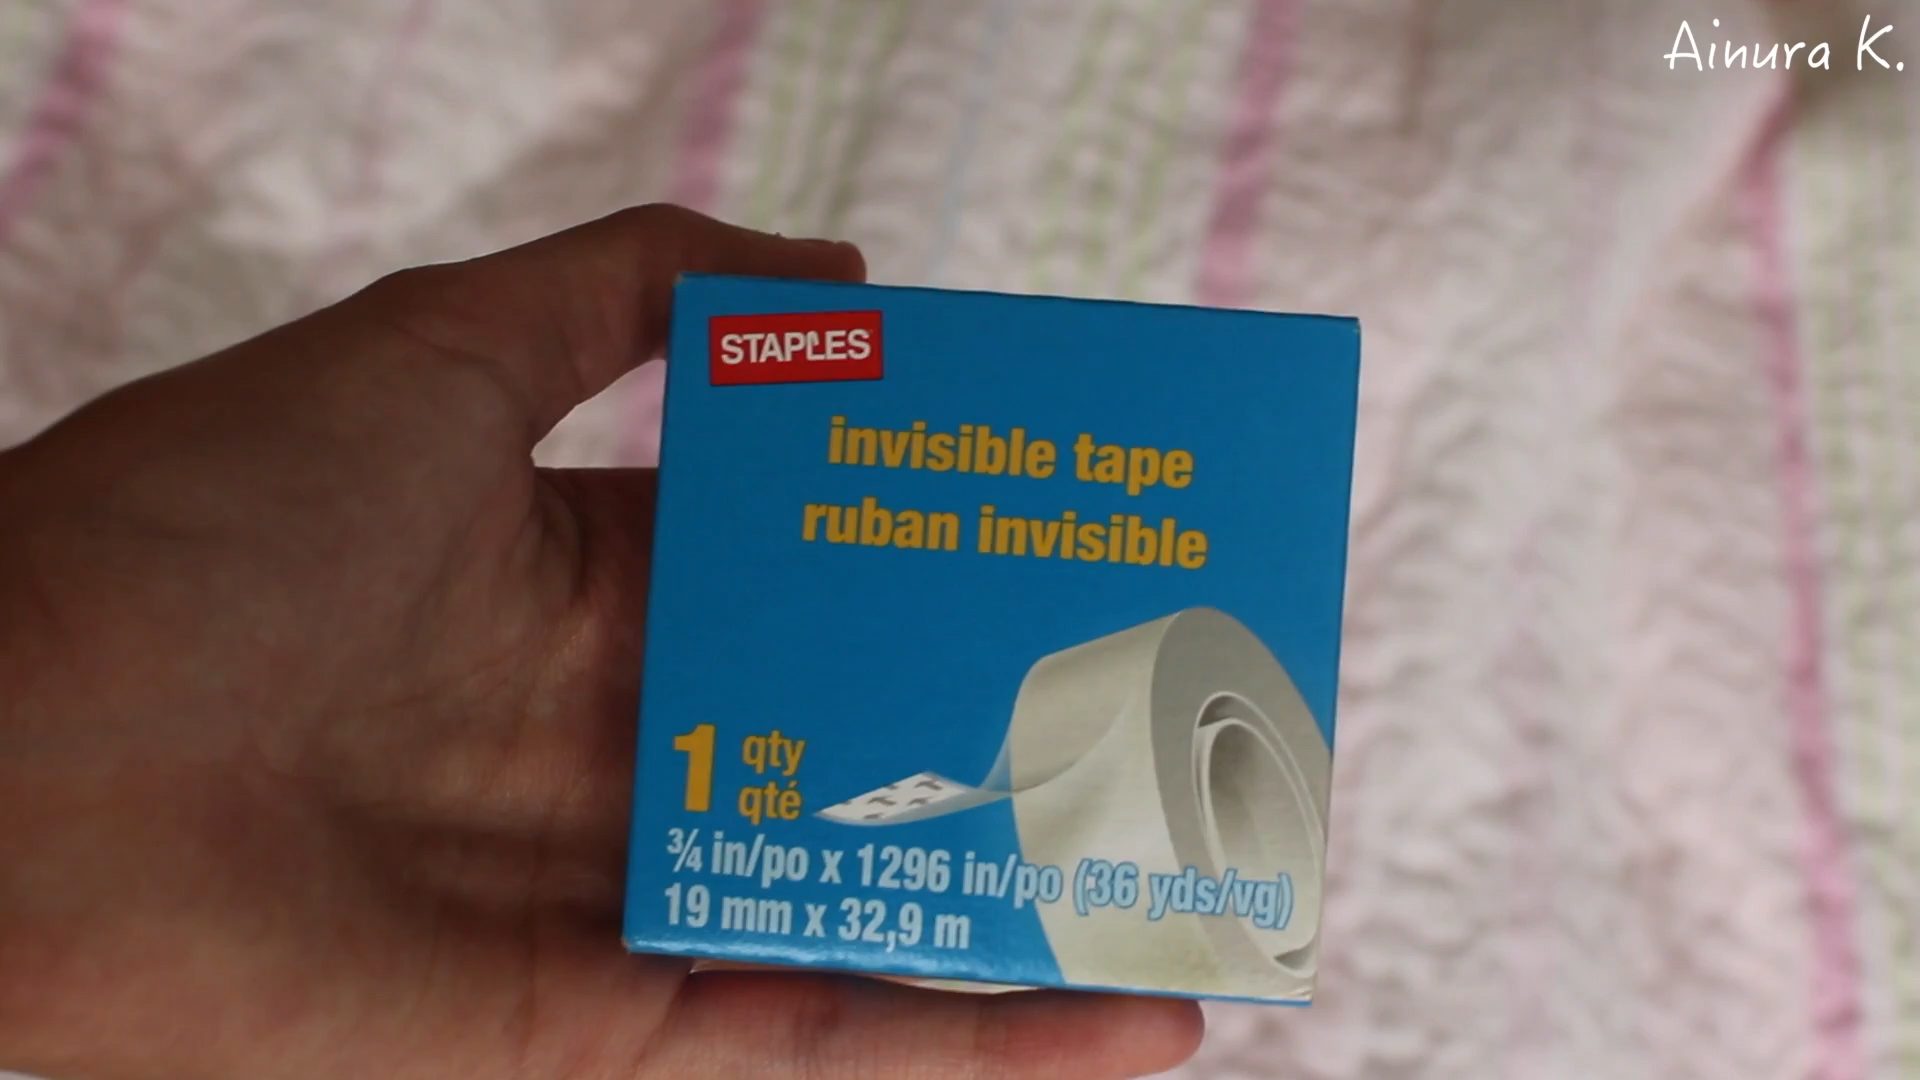 Ainura K.
STAPLES
invisible tape
ruban invisible
1 qty
qté
¾ in/po x 1296 in/po (36 yds/vg)
19 mm x 32,9 m